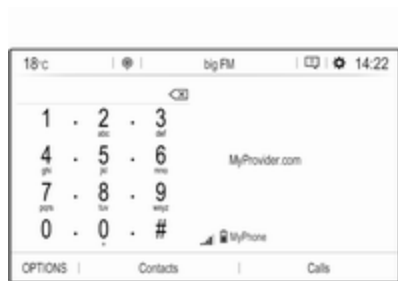 18°C big FM 14:22
1 2 3
abc def
4 5 6
ghi jkl mno
7 8 9
pqrs tuv wxyz
0 0 #
MyProvider.com
MyPhone
OPTIONS Contacts Calls